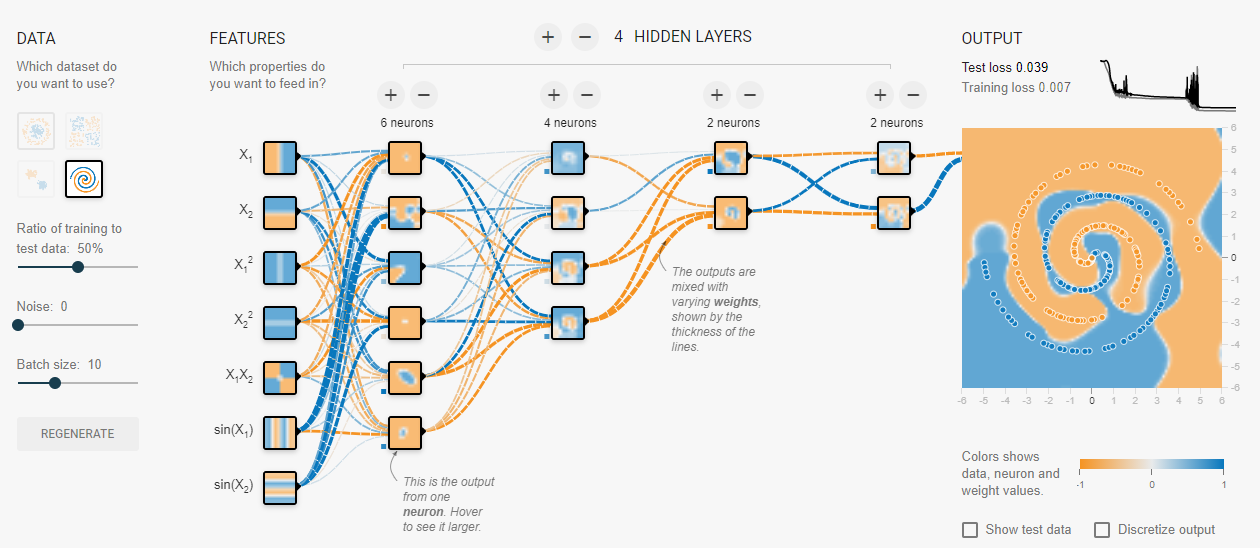 DATA
Which dataset do
you want to use?
Ratio of training to
test data: 50%
Noise: 0
Batch size: 10
REGENERATE
FEATURES
Which properties do
you want to feed in?
X₁
X₂
X₁²
X₂²
X₁X₂
sin(X₁)
sin(X₂)
+ − 4 HIDDEN LAYERS
+ −
6 neurons
+ −
4 neurons
+ −
2 neurons
+ −
2 neurons
This is the output
from one
neuron. Hover
to see it larger.
The outputs are
mixed with
varying weights,
shown by the
thickness of the
lines.
OUTPUT
Test loss 0.039
Training loss 0.007
6
5
4
3
2
1
0
-1
-2
-3
-4
-5
-6
-6 -5 -4 -3 -2 -1 0 1 2 3 4 5 6
Colors shows
data, neuron and
weight values.
-1 0 1
Show test data
Discretize output